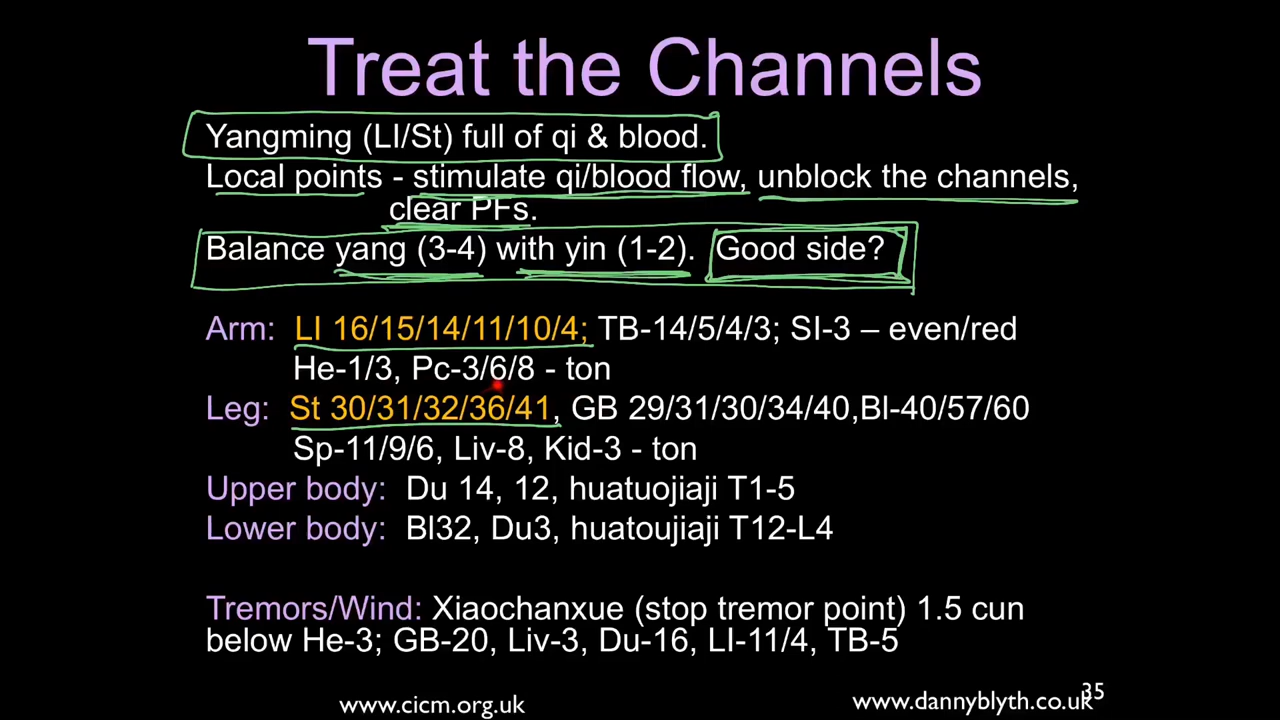 Treat the Channels
Yangming (LI/St) full of qi & blood.
Local points - stimulate qi/blood flow, unblock the channels,
clear PFs.
Balance yang (3-4) with yin (1-2). Good side?
Arm: LI 16/15/14/11/10/4; TB-14/5/4/3; SI-3 – even/red
He-1/3, Pc-3/6/8 - ton
Leg: St 30/31/32/36/41, GB 29/31/30/34/40,Bl-40/57/60
Sp-11/9/6, Liv-8, Kid-3 - ton
Upper body: Du 14, 12, huatuojiaji T1-5
Lower body: Bl32, Du3, huatoujiaji T12-L4
Tremors/Wind: Xiaochanxue (stop tremor point) 1.5 cun
below He-3; GB-20, Liv-3, Du-16, LI-11/4, TB-5
www.cicm.org.uk
www.dannyblyth.co.uk
35